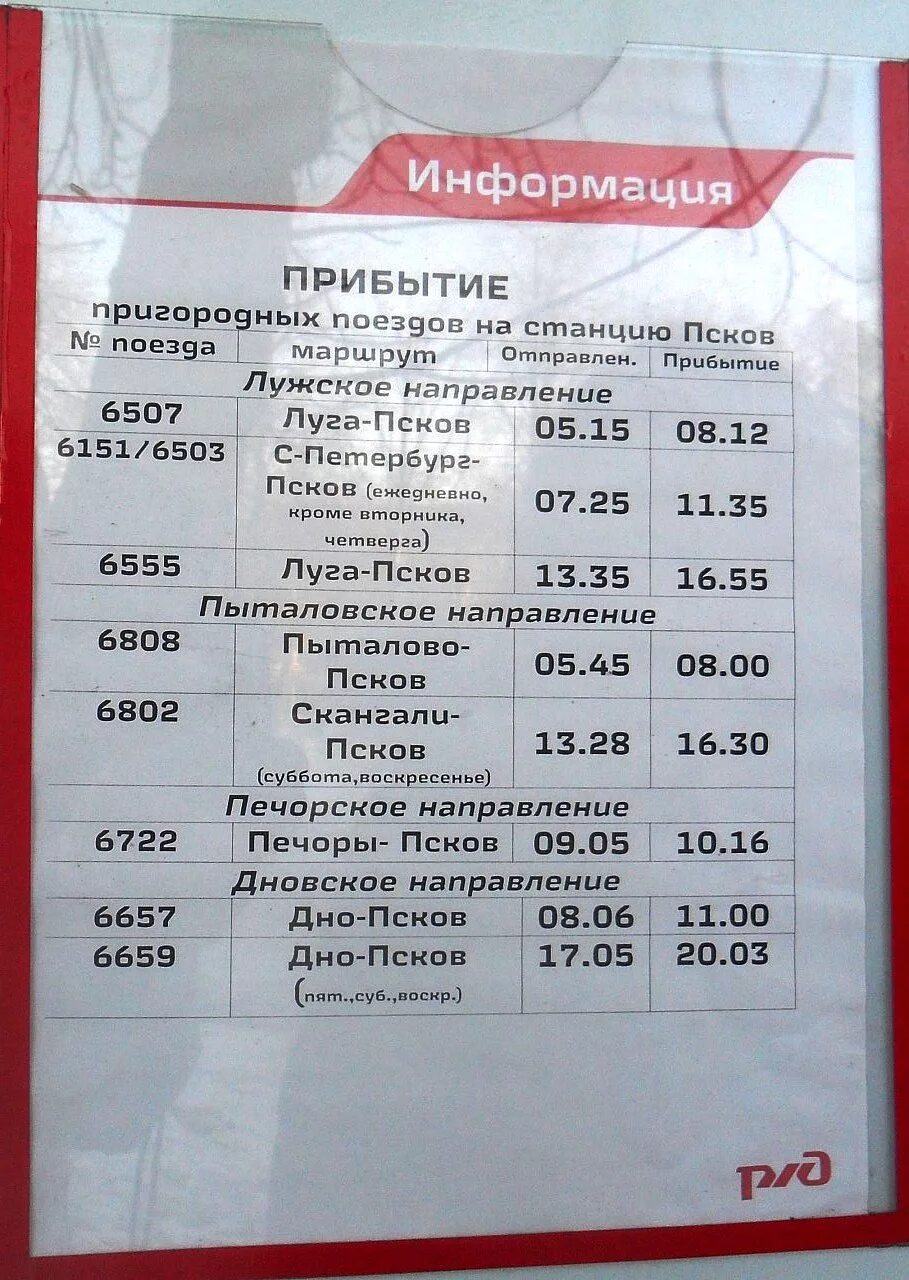 Информация
ПРИБЫТИЕ
пригородных поездов на станцию Псков
№ поезда маршрут Отправлен. Прибытие
Лужское направление
6507 Луга-Псков 05.15 08.12
6151/6503 С-Петербург-
Псков (ежедневно, 07.25 11.35
кроме вторника,
четверга)
6555 Луга-Псков 13.35 16.55
Пыталовское направление
6808 Пыталово- 05.45 08.00
Псков
6802 Скангали- 13.28 16.30
Псков
(суббота,воскресенье)
Печорское направление
6722 Печоры- Псков 09.05 10.16
Дновское направление
6657 Дно-Псков 08.06 11.00
6659 Дно-Псков 17.05 20.03
(пят.,суб.,воскр.)
ржд